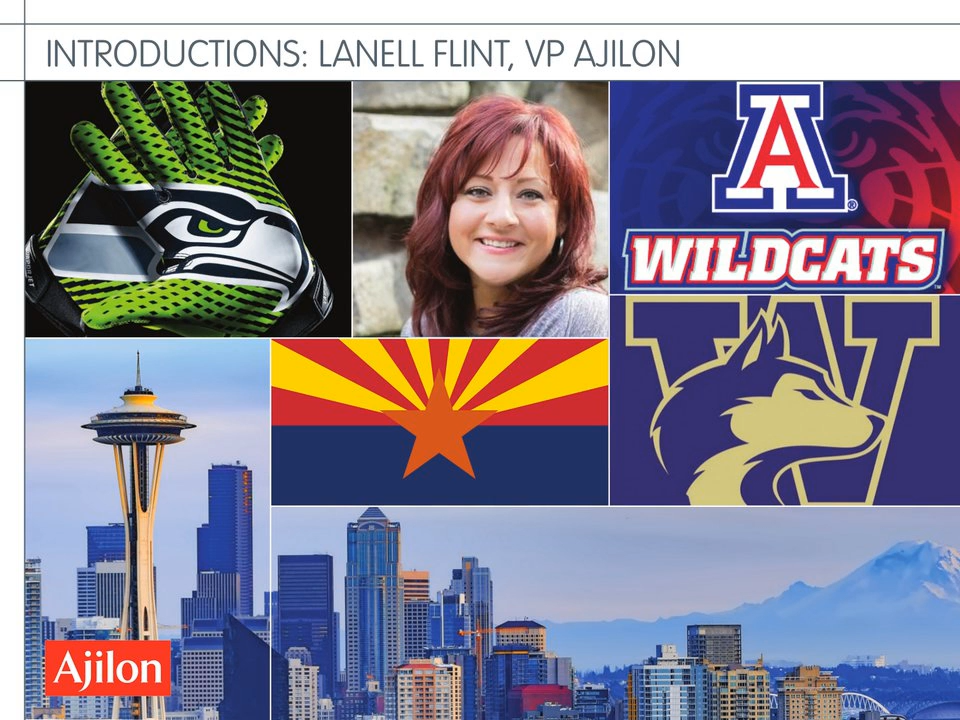 INTRODUCTIONS: LANELL FLINT, VP AJILON
A
WILDCATS
W
Ajilon